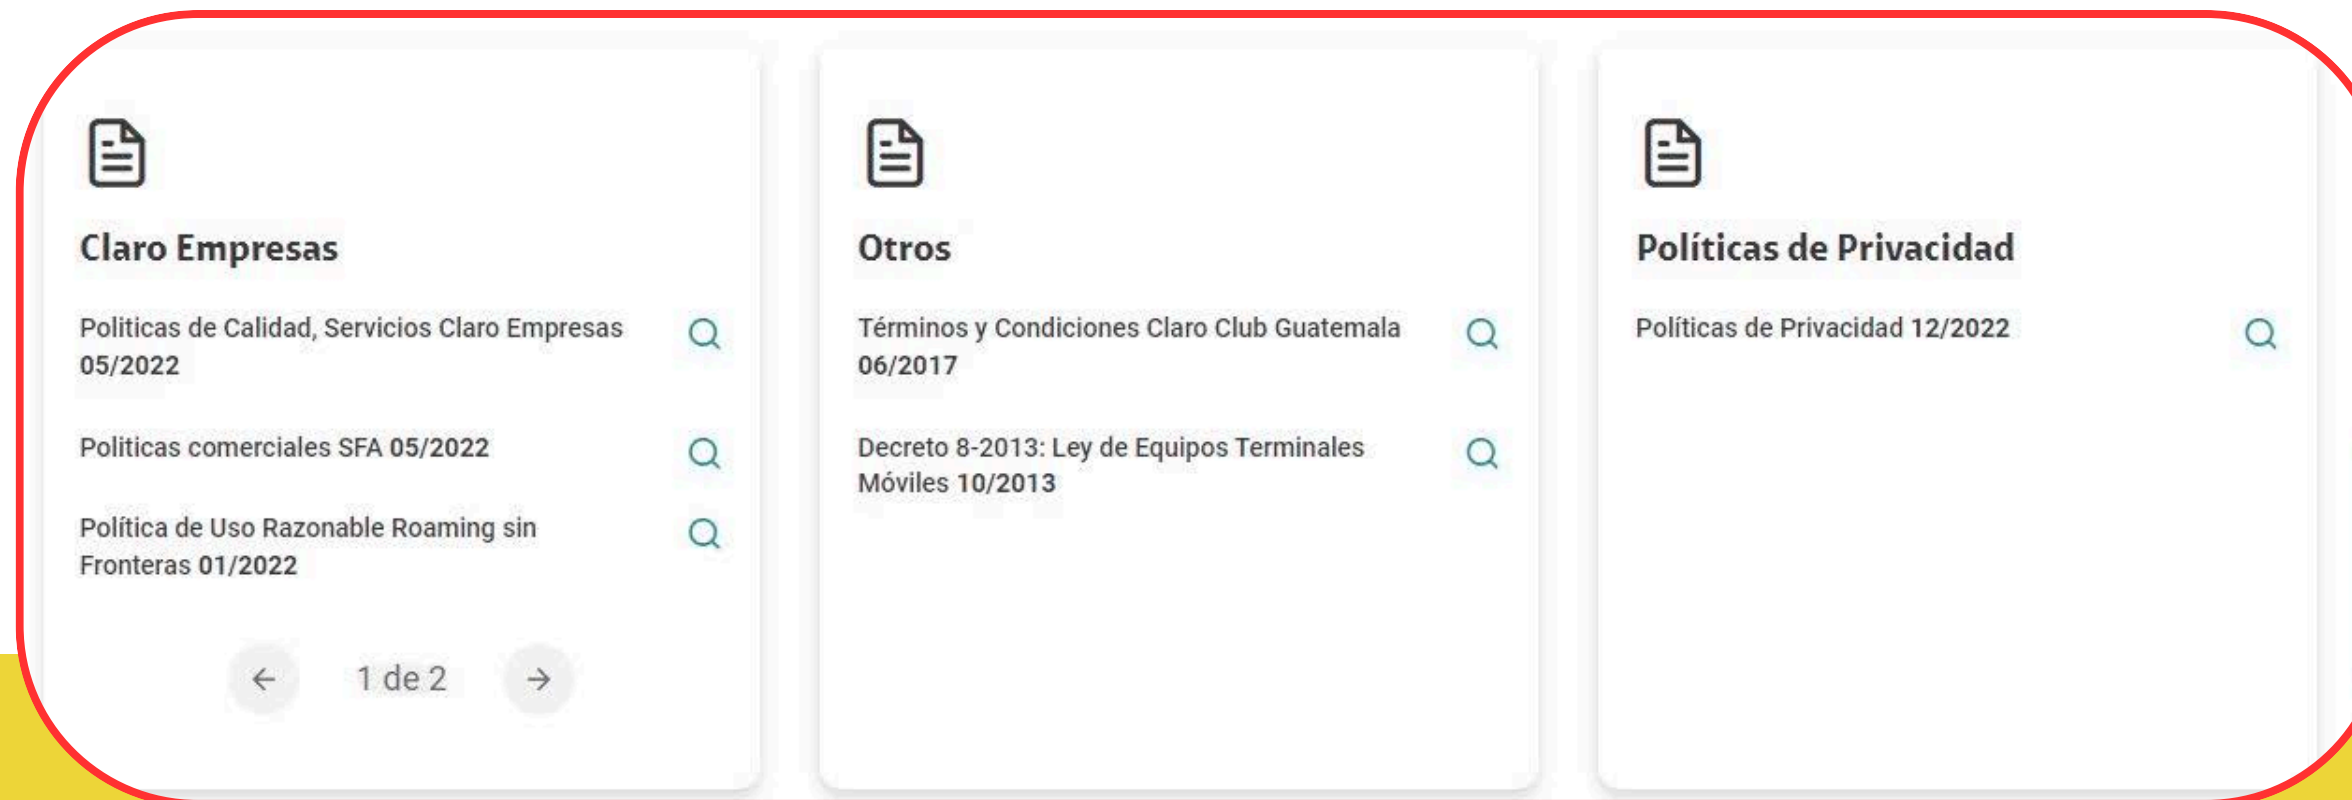 Claro Empresas
Politicas de Calidad, Servicios Claro Empresas
05/2022
Politicas comerciales SFA 05/2022
Política de Uso Razonable Roaming sin
Fronteras 01/2022
1 de 2
Otros
Términos y Condiciones Claro Club Guatemala
06/2017
Decreto 8-2013: Ley de Equipos Terminales
Móviles 10/2013
Políticas de Privacidad
Políticas de Privacidad 12/2022